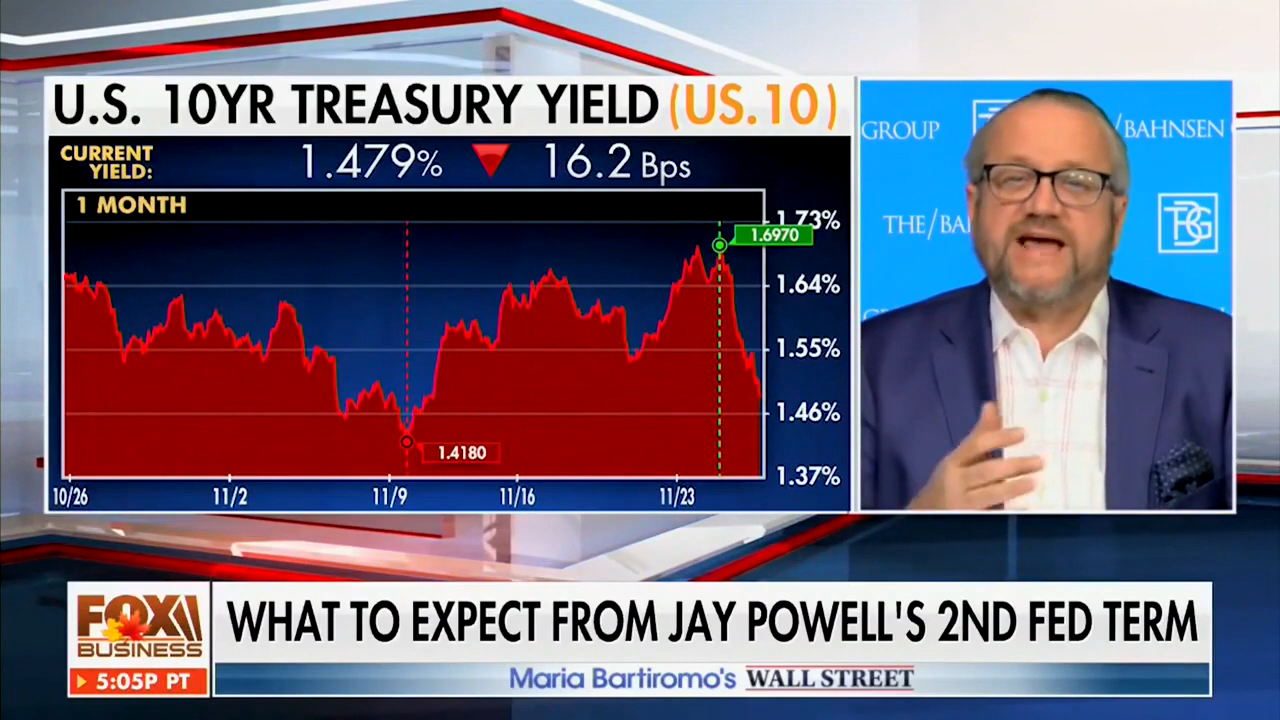 U.S. 10YR TREASURY YIELD (US.10)
CURRENT YIELD: 1.479% 16.2 Bps
1 MONTH
1.73%
1.6970
1.64%
1.55%
1.46%
1.4180
1.37%
10/26 11/2 11/9 11/16 11/23
GROUP /BAHNSEN
THE/BA
TBG
WHAT TO EXPECT FROM JAY POWELL'S 2ND FED TERM
FOX
BUSINESS
5:05P PT
Maria Bartiromo's WALL STREET